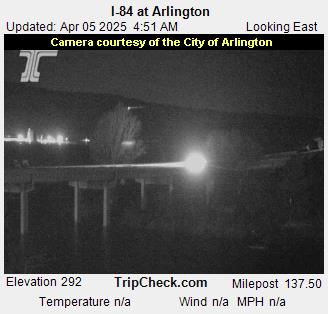 I-84 at Arlington
Updated: Apr 05 2025 4:51 AM Looking East
Camera courtesy of the City of Arlington
Elevation 292 TripCheck.com Milepost 137.50
Temperature n/a Wind n/a MPH n/a